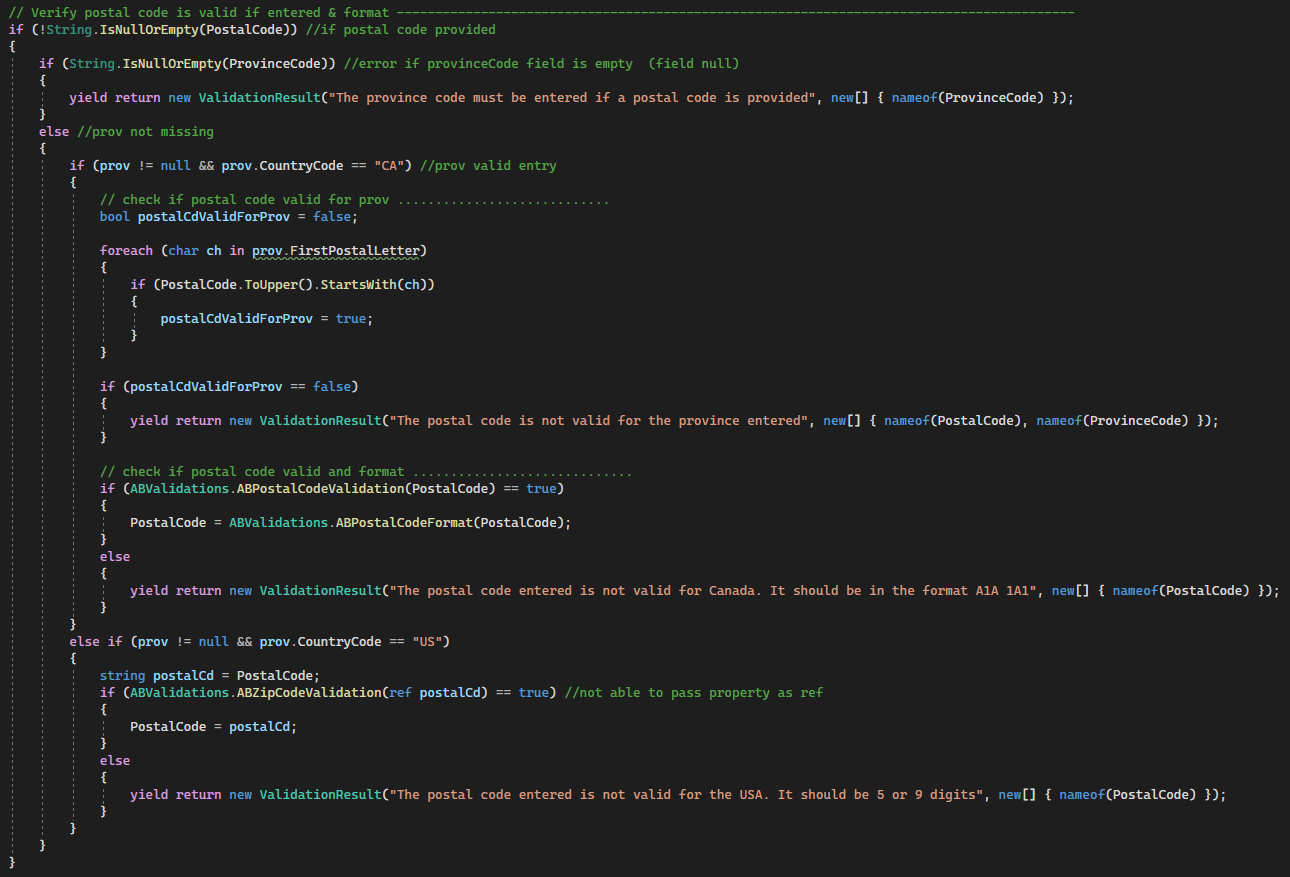 // Verify postal code is valid if entered & format -----------------------------------------------------------------------------------------
if (!String.IsNullOrEmpty(PostalCode)) //if postal code provided
{
    if (String.IsNullOrEmpty(ProvinceCode)) //error if provinceCode field is empty  (field null)
    {
        yield return new ValidationResult("The province code must be entered if a postal code is provided", new[] { nameof(ProvinceCode) });
    }
    else //prov not missing
    {
        if (prov != null && prov.CountryCode == "CA") //prov valid entry
        {
            // check if postal code valid for prov ............................
            bool postalCdValidForProv = false;

            foreach (char ch in prov.FirstPostalLetter)
            {
                if (PostalCode.ToUpper().StartsWith(ch))
                {
                    postalCdValidForProv = true;
                }
            }

            if (postalCdValidForProv == false)
            {
                yield return new ValidationResult("The postal code is not valid for the province entered", new[] { nameof(PostalCode), nameof(ProvinceCode) });
            }

            // check if postal code valid and format .............................
            if (ABValidations.ABPostalCodeValidation(PostalCode) == true)
            {
                PostalCode = ABValidations.ABPostalCodeFormat(PostalCode);
            }
            else
            {
                yield return new ValidationResult("The postal code entered is not valid for Canada. It should be in the format A1A 1A1", new[] { nameof(PostalCode) });
            }
        }
        else if (prov != null && prov.CountryCode == "US")
        {
            string postalCd = PostalCode;
            if (ABValidations.ABZipCodeValidation(ref postalCd) == true) //not able to pass property as ref
            {
                PostalCode = postalCd;
            }
            else
            {
                yield return new ValidationResult("The postal code entered is not valid for the USA. It should be 5 or 9 digits", new[] { nameof(PostalCode) });
            }
        }
    }
}